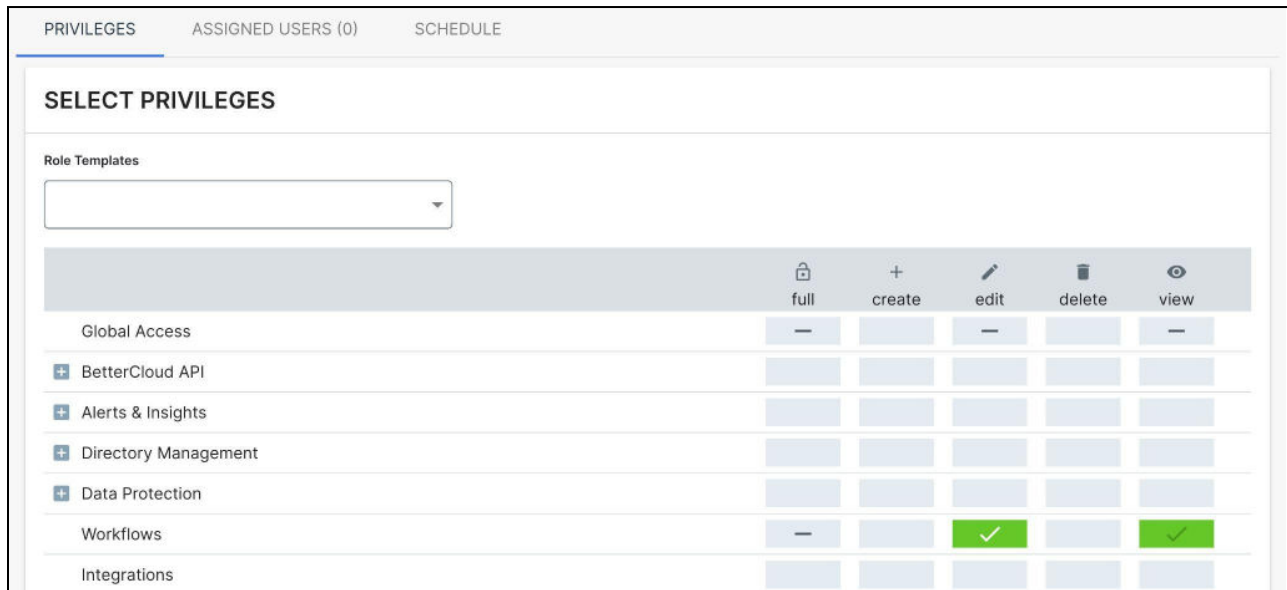 PRIVILEGES ASSIGNED USERS (0) SCHEDULE
SELECT PRIVILEGES
Role Templates
full create edit delete view
Global Access
BetterCloud API
Alerts & Insights
Directory Management
Data Protection
Workflows
Integrations